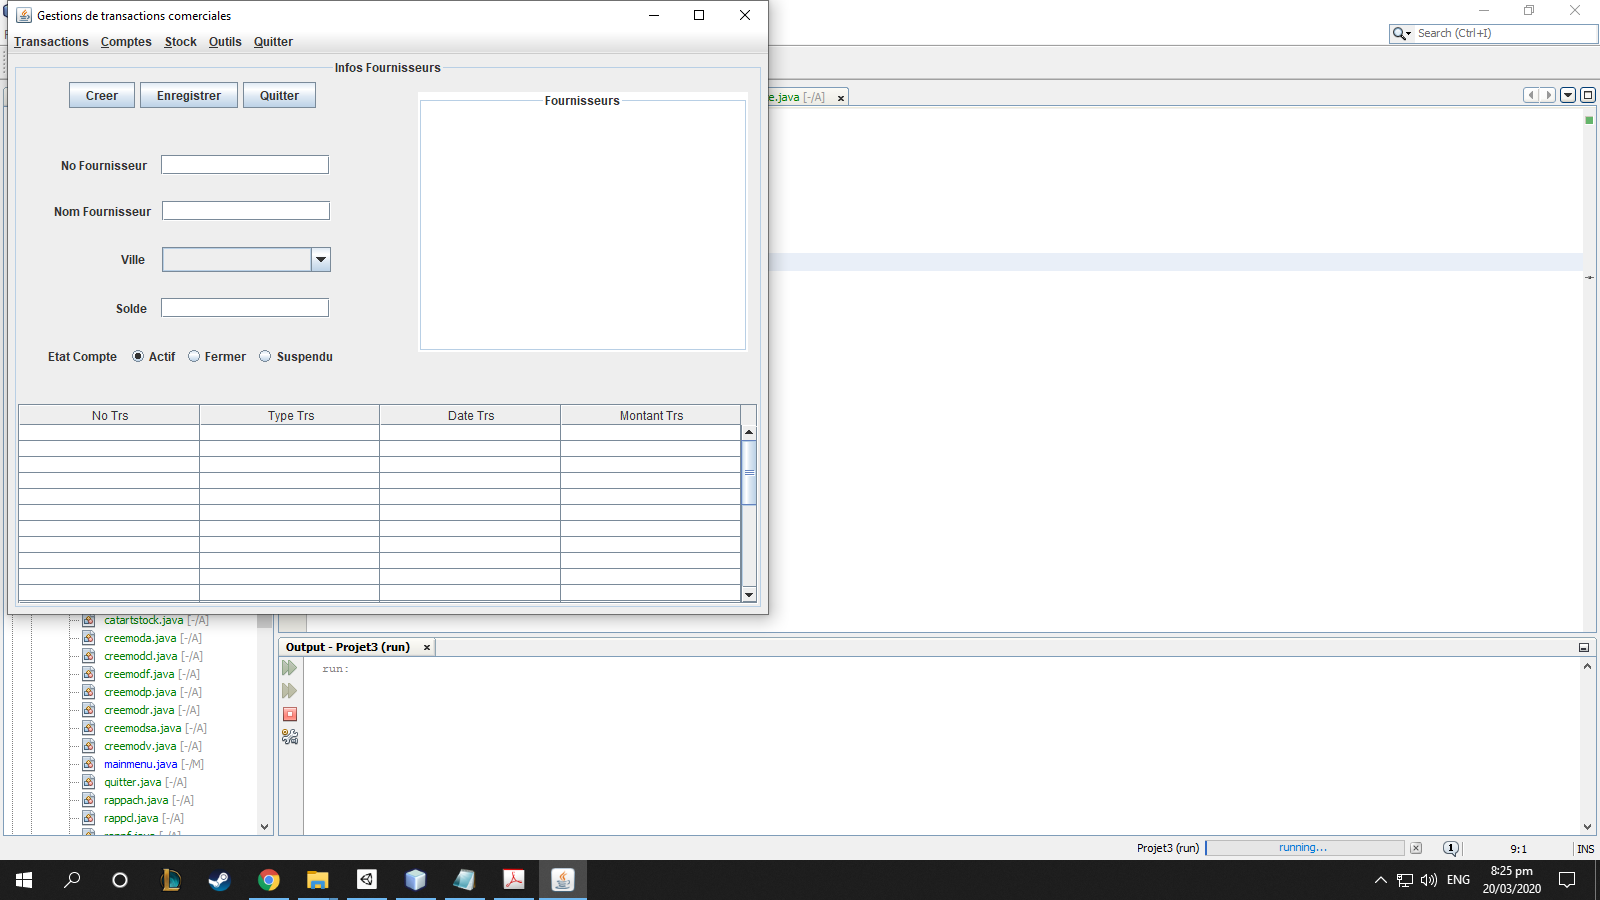 Gestions de transactions comerciales
Transactions Comptes Stock Outils Quitter
Search (Ctrl+I)
Infos Fournisseurs
Creer Enregistrer Quitter
Fournisseurs
e.java [-/A]
No Fournisseur
Nom Fournisseur
Ville
Solde
Etat Compte Actif Fermer Suspendu
No Trs Type Trs Date Trs Montant Trs
catartstock.java [-/A]
creemoda.java [-/A]
creemodcl.java [-/A]
creemodf.java [-/A]
creemodp.java [-/A]
creemodr.java [-/A]
creemodsa.java [-/A]
creemodv.java [-/A]
mainmenu.java [-/M]
quitter.java [-/A]
rappach.java [-/A]
rappcl.java [-/A]
rappf.java [-/A]
Output - Projet3 (run)
run:
Projet3 (run) running... 1 9:1 INS
ENG 8:25 pm
20/03/2020